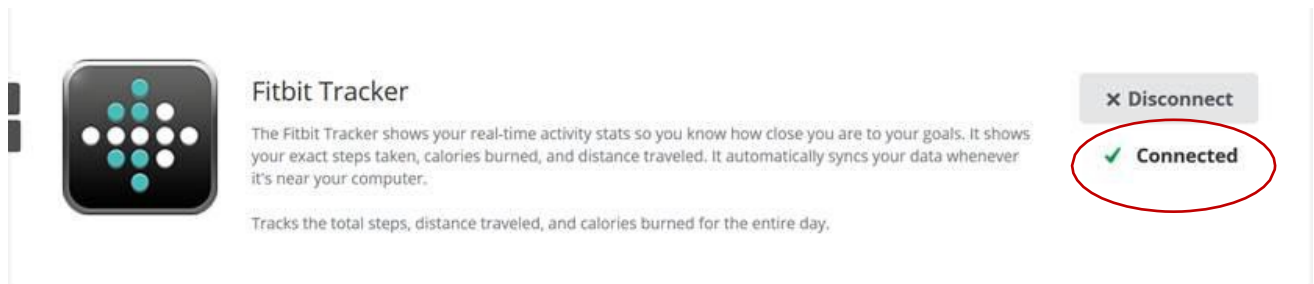 Fitbit Tracker
The Fitbit Tracker shows your real-time activity stats so you know how close you are to your goals. It shows
your exact steps taken, calories burned, and distance traveled. It automatically syncs your data whenever
it's near your computer.
Tracks the total steps, distance traveled, and calories burned for the entire day.
× Disconnect
✓ Connected